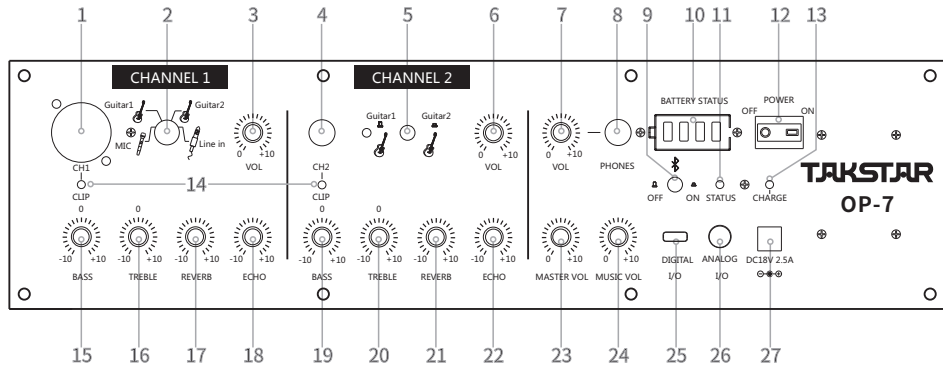 1 2 3 4 5 6 7 8 9 10 11 12 13
CHANNEL 1 CHANNEL 2
Guitar1 Guitar2 Guitar1 Guitar2 BATTERY STATUS POWER
OFF ON
MIC Line in
0 +10 0 +10 0 +10 PHONES
CH1 VOL CH2 VOL VOL
14
CLIP CLIP OFF ON STATUS CHARGE
TAKSTAR
OP-7
0 0 0 0
-10 +10 -10 +10 -10 +10 -10 +10 -10 +10 -10 +10 -10 +10 -10 +10 0 +10 0 +10
BASS TREBLE REVERB ECHO BASS TREBLE REVERB ECHO MASTER VOL MUSIC VOL
DIGITAL ANALOG DC18V 2.5A
I/O I/O
15 16 17 18 19 20 21 22 23 24 25 26 27